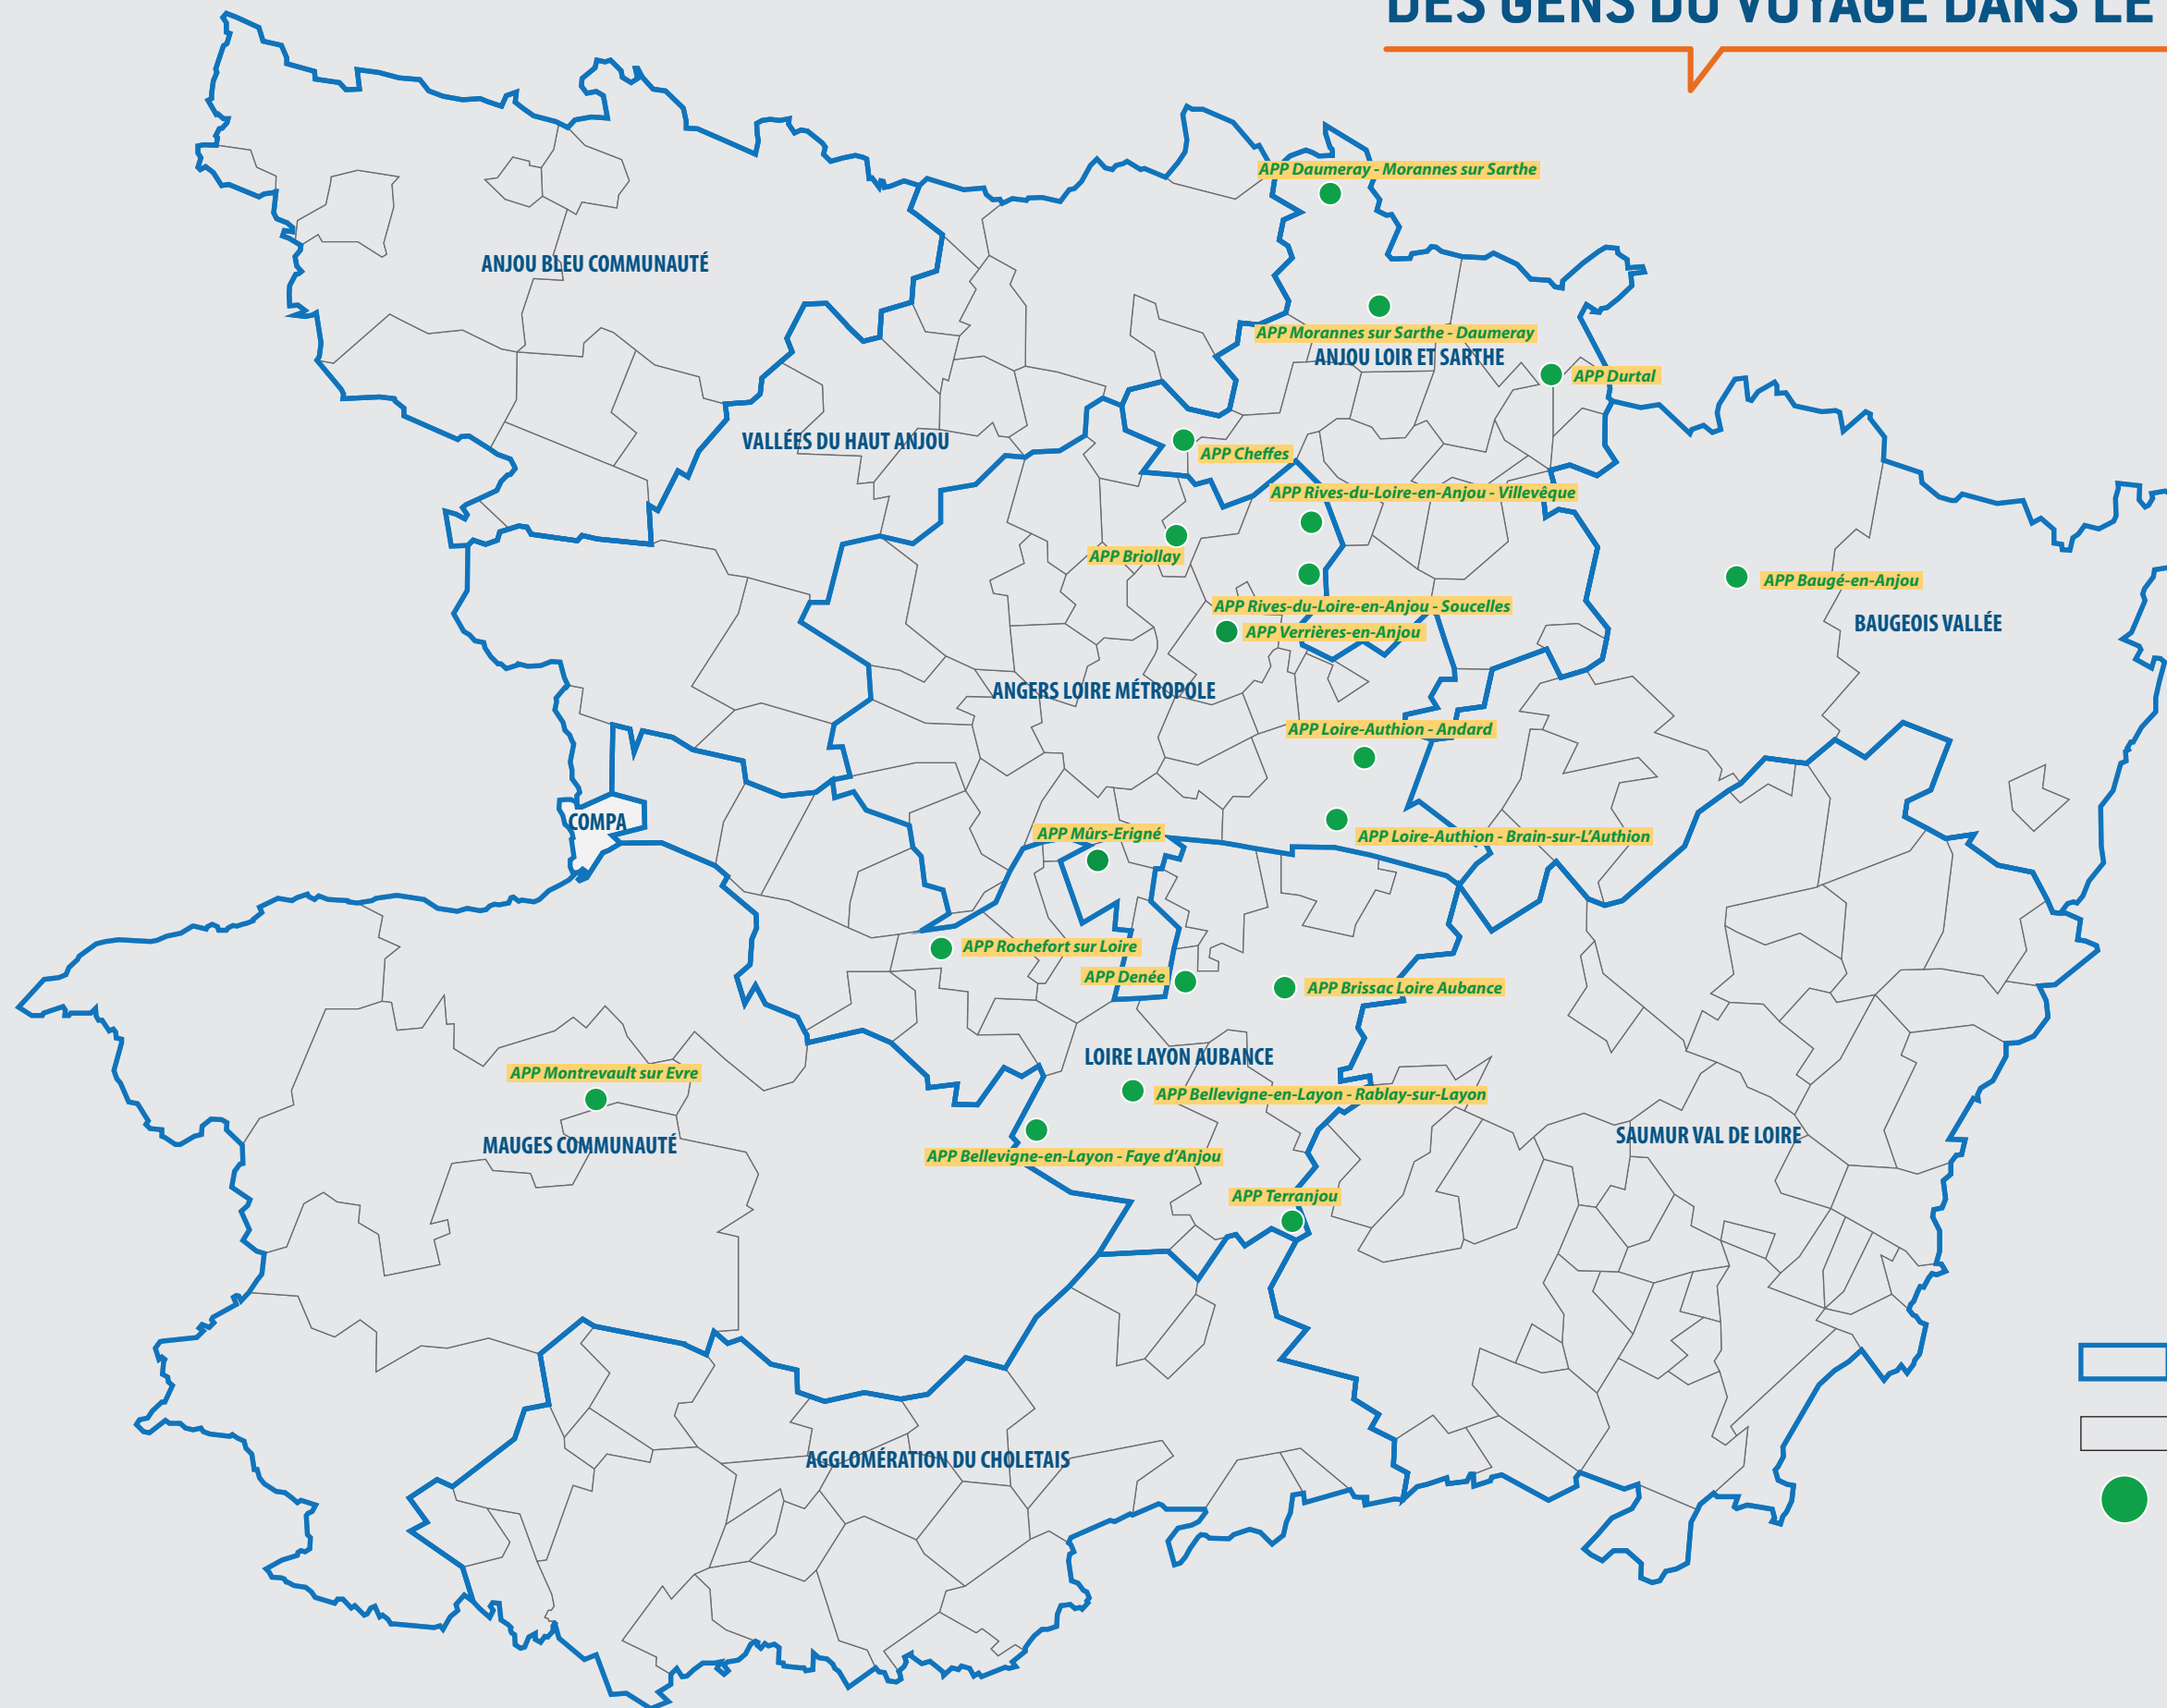 DES GENS DU VOYAGE DANS LE
APP Daumeray - Morannes sur Sarthe
ANJOU BLEU COMMUNAUTÉ
APP Morannes sur Sarthe - Daumeray
ANJOU LOIR ET SARTHE
APP Durtal
VALLÉES DU HAUT ANJOU
APP Cheffes
APP Rives-du-Loire-en-Anjou - Villevêque
APP Briollay
APP Baugé-en-Anjou
APP Rives-du-Loire-en-Anjou - Soucelles
BAUGEOIS VALLÉE
APP Verrières-en-Anjou
ANGERS LOIRE MÉTROPOLE
APP Loire-Authion - Andard
COMPA
APP Mûrs-Erigné
APP Loire-Authion - Brain-sur-L’Authion
APP Rochefort sur Loire
APP Denée
APP Brissac Loire Aubance
LOIRE LAYON AUBANCE
APP Montrevault sur Evre
APP Bellevigne-en-Layon - Rablay-sur-Layon
SAUMUR VAL DE LOIRE
MAUGES COMMUNAUTÉ
APP Bellevigne-en-Layon - Faye d’Anjou
APP Terranjou
AGGLOMÉRATION DU CHOLETAIS